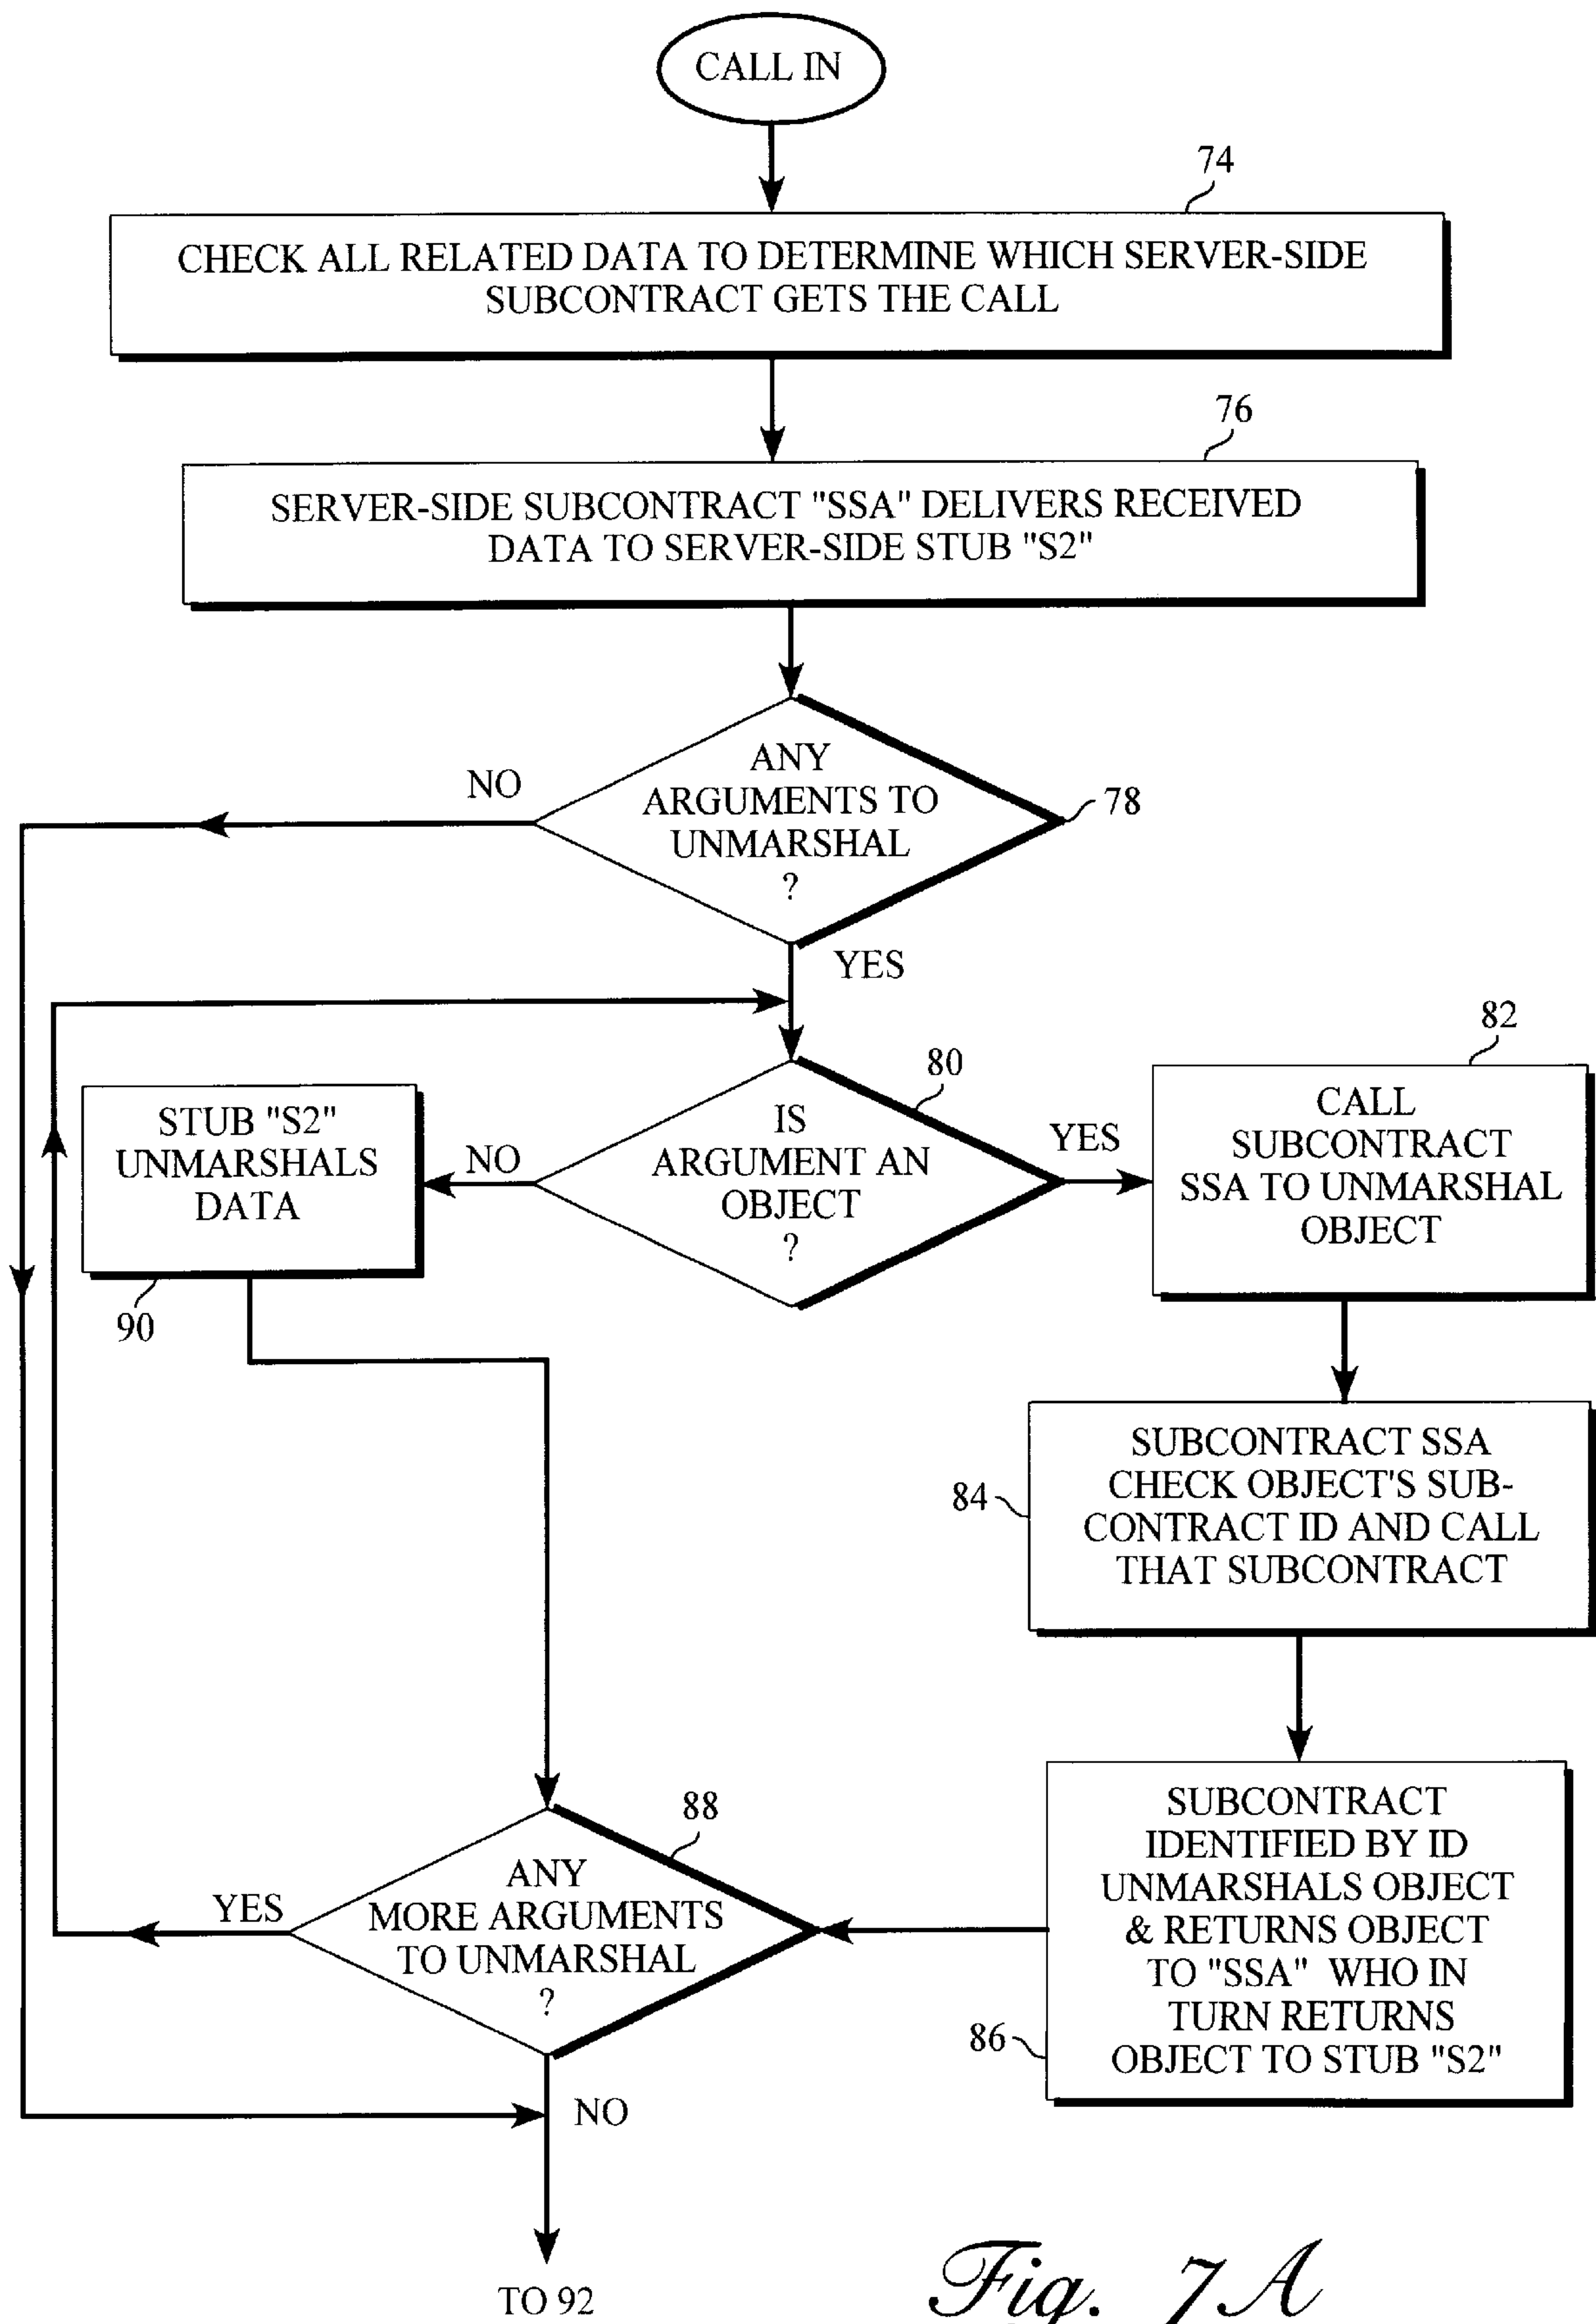 CALL IN
74
CHECK ALL RELATED DATA TO DETERMINE WHICH SERVER-SIDE
SUBCONTRACT GETS THE CALL
76
SERVER-SIDE SUBCONTRACT "SSA" DELIVERS RECEIVED
DATA TO SERVER-SIDE STUB "S2"
NO
ANY
ARGUMENTS TO
UNMARSHAL
?
78
YES
STUB "S2"
UNMARSHALS
DATA
90
NO
80
IS
ARGUMENT AN
OBJECT
?
YES
82
CALL
SUBCONTRACT
SSA TO UNMARSHAL
OBJECT
84
SUBCONTRACT SSA
CHECK OBJECT'S SUB-
CONTRACT ID AND CALL
THAT SUBCONTRACT
YES
88
ANY
MORE ARGUMENTS
TO UNMARSHAL
?
86
SUBCONTRACT
IDENTIFIED BY ID
UNMARSHALS OBJECT
& RETURNS OBJECT
TO "SSA" WHO IN
TURN RETURNS
OBJECT TO STUB "S2"
NO
TO 92
Fig. 7A